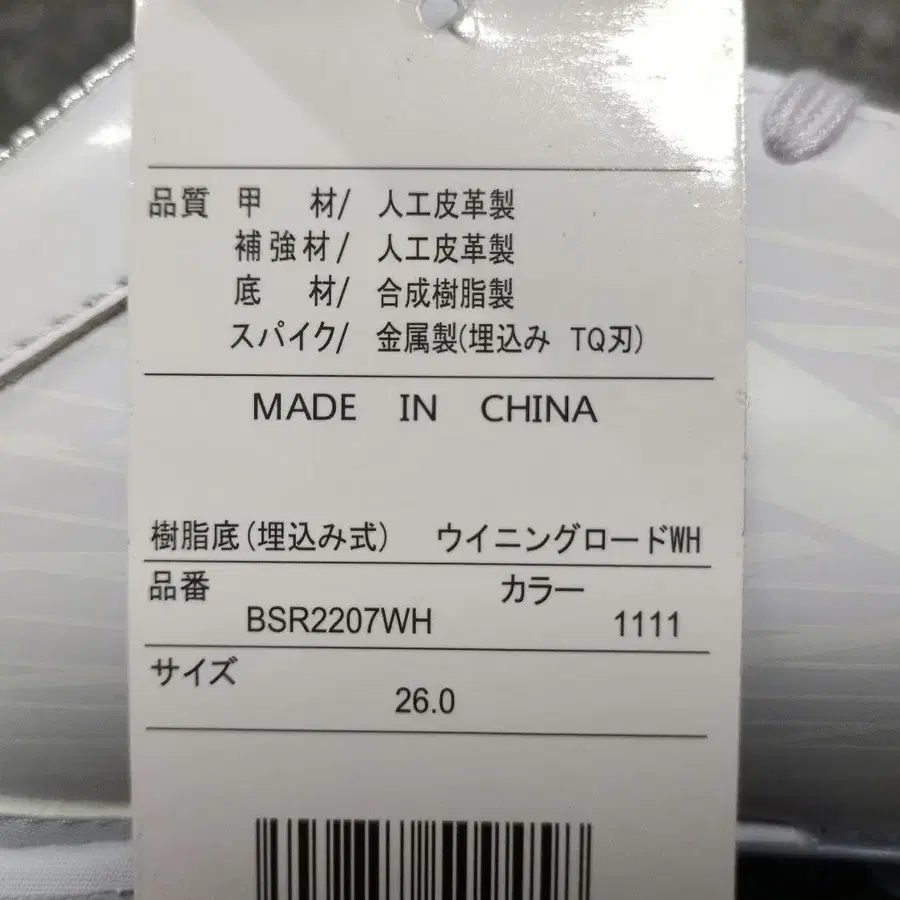 品質 甲 材/ 人工皮革製
補強材/ 人工皮革製
底 材/ 合成樹脂製
スパイク/ 金属製(埋込み TQ刃)
MADE IN CHINA
樹脂底(埋込み式) ウイニングロードWH
品番 カラー
BSR2207WH 1111
サイズ
26.0